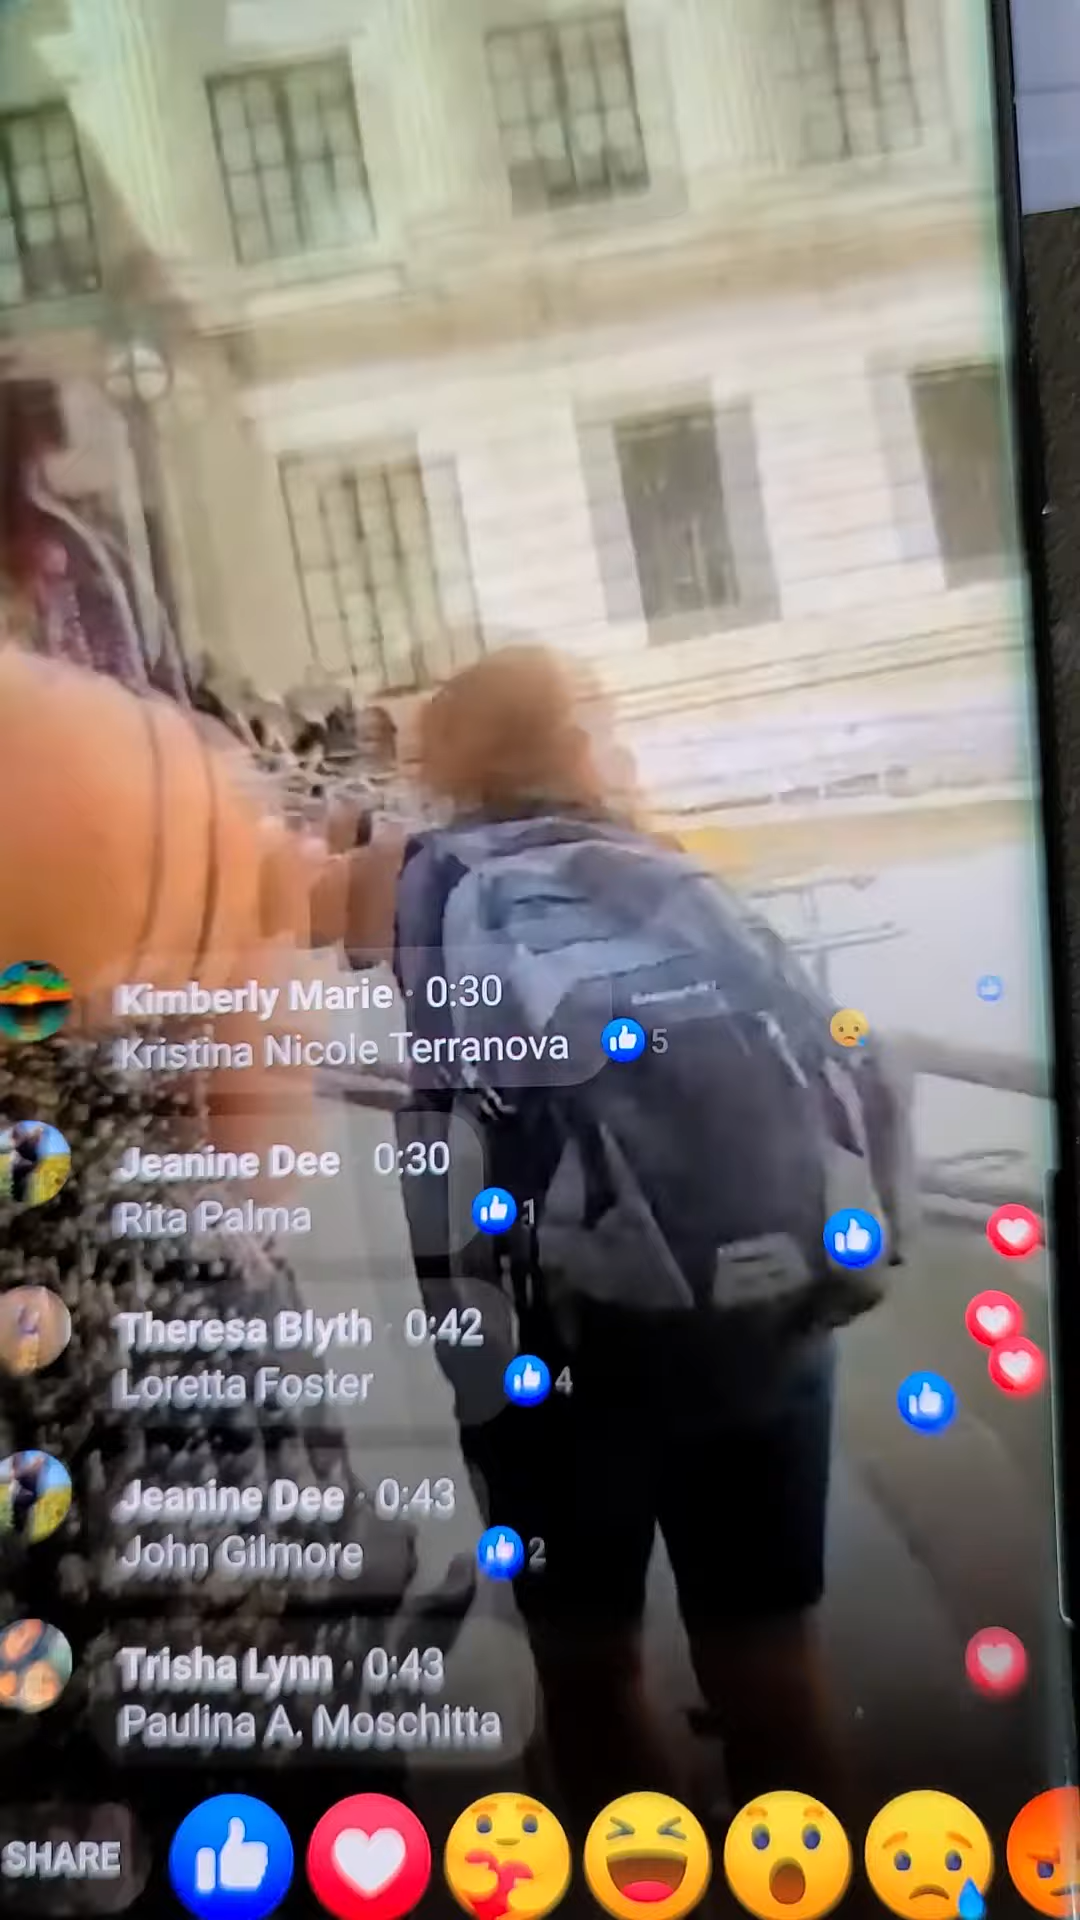 Kimberly Marie · 0:30
Kristina Nicole Terranova 5
Jeanine Dee 0:30
Rita Palma 1
Theresa Blyth · 0:42
Loretta Foster 4
Jeanine Dee · 0:43
John Gilmore 2
Trisha Lynn · 0:43
Paulina A. Moschitta
SHARE